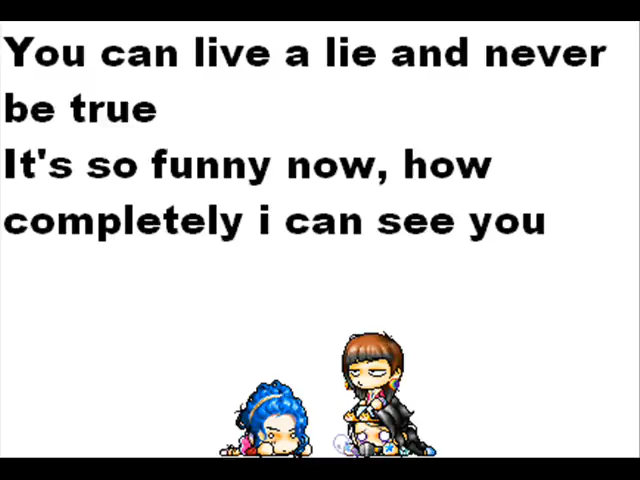 You can live a lie and never
be true
It's so funny now, how
completely i can see you